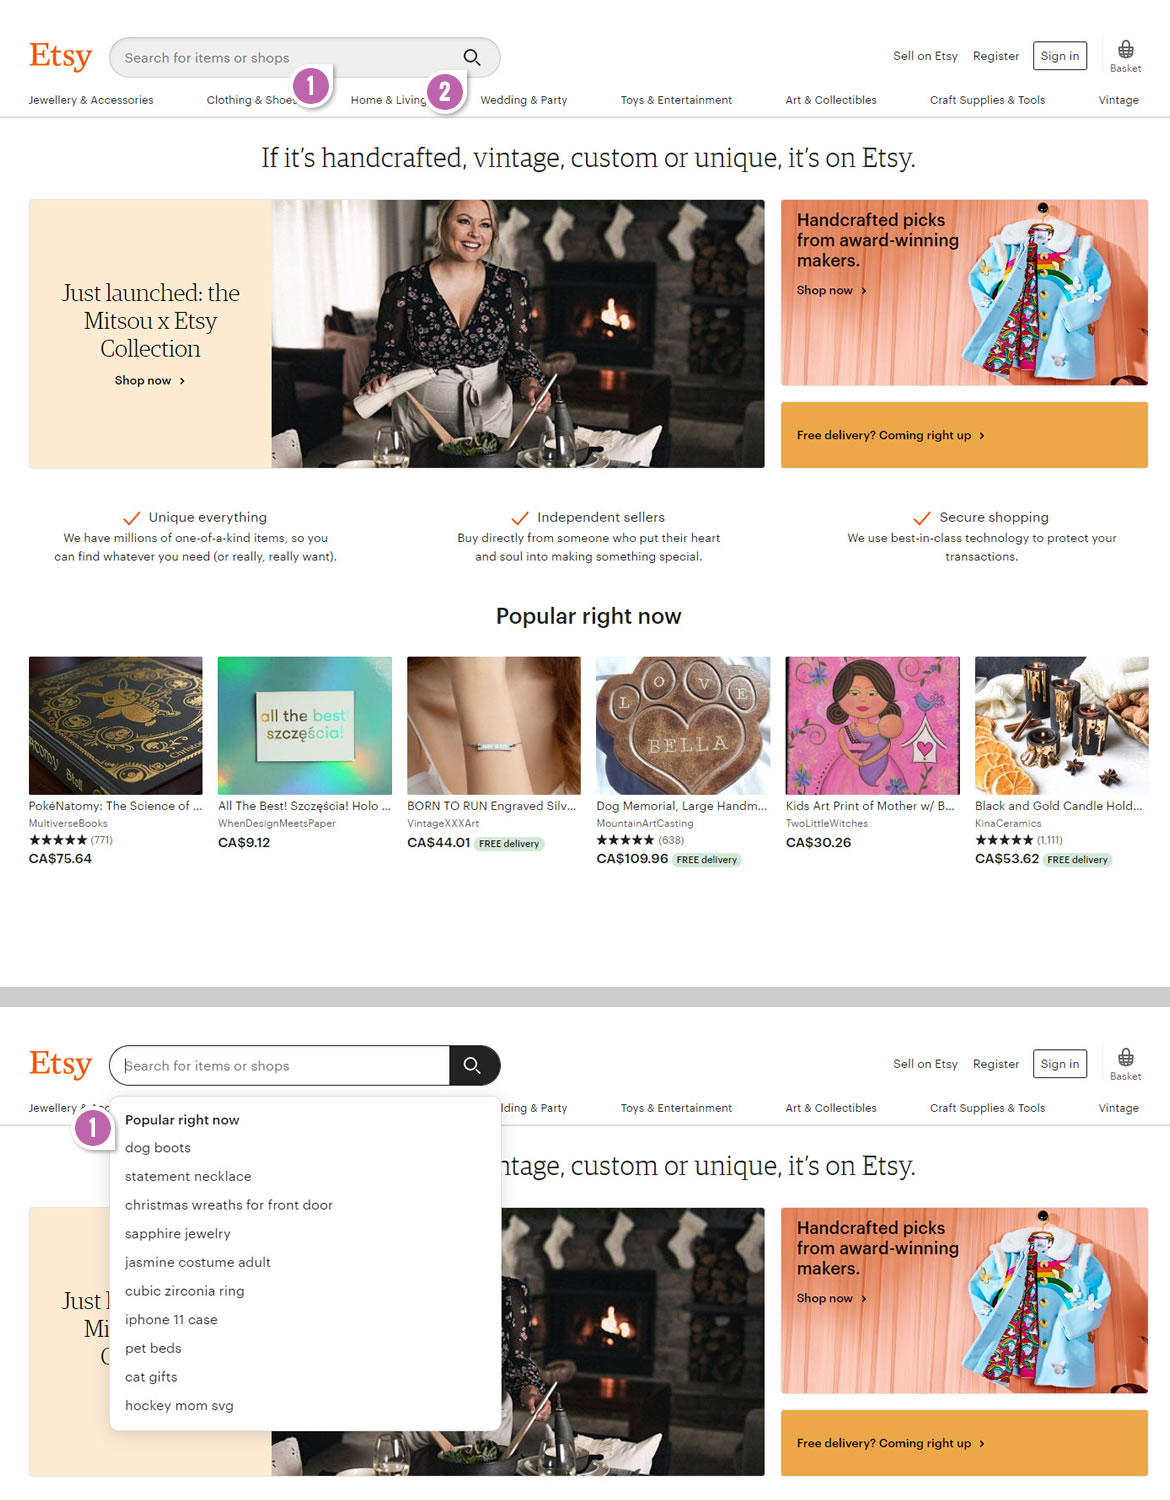 Etsy
Search for items or shops
Sell on Etsy
Register
Sign in
Basket
1
2
Jewellery & Accessories
Clothing & Shoes
Home & Living
Wedding & Party
Toys & Entertainment
Art & Collectibles
Craft Supplies & Tools
Vintage
If it's handcrafted, vintage, custom or unique, it's on Etsy.
Just launched: the
Mitsou x Etsy
Collection
Shop now >
Handcrafted picks
from award-winning
makers.
Shop now >
Free delivery? Coming right up >
Unique everything
We have millions of one-of-a-kind items, so you
can find whatever you need (or really, really want).
Independent sellers
Buy directly from someone who put their heart
and soul into making something special.
Secure shopping
We use best-in-class technology to protect your
transactions.
Popular right now
all the best!
szczęścia!
LOVE
BELLA
PokéNatomy: The Science of ...
MultiverseBooks
★★★★★ (771)
CA$75.64
All The Best! Szczęścia! Holo ...
WhenDesignMeetsPaper
CA$9.12
BORN TO RUN Engraved Silv...
VintageXXXArt
CA$44.01 FREE delivery
Dog Memorial, Large Handm...
MountainArtCasting
★★★★★ (638)
CA$109.96 FREE delivery
Kids Art Print of Mother w/ B...
TwoLittleWitches
CA$30.26
Black and Gold Candle Hold...
KinaCeramics
★★★★★ (1,111)
CA$53.62 FREE delivery
Etsy
Search for items or shops
Sell on Etsy
Register
Sign in
Basket
Jewellery &
ding & Party
Toys & Entertainment
Art & Collectibles
Craft Supplies & Tools
Vintage
1
Popular right now
dog boots
statement necklace
christmas wreaths for front door
sapphire jewelry
jasmine costume adult
cubic zirconia ring
iphone 11 case
pet beds
cat gifts
hockey mom svg
ntage, custom or unique, it's on Etsy.
Just
Mi
Handcrafted picks
from award-winning
makers.
Shop now >
Free delivery? Coming right up >